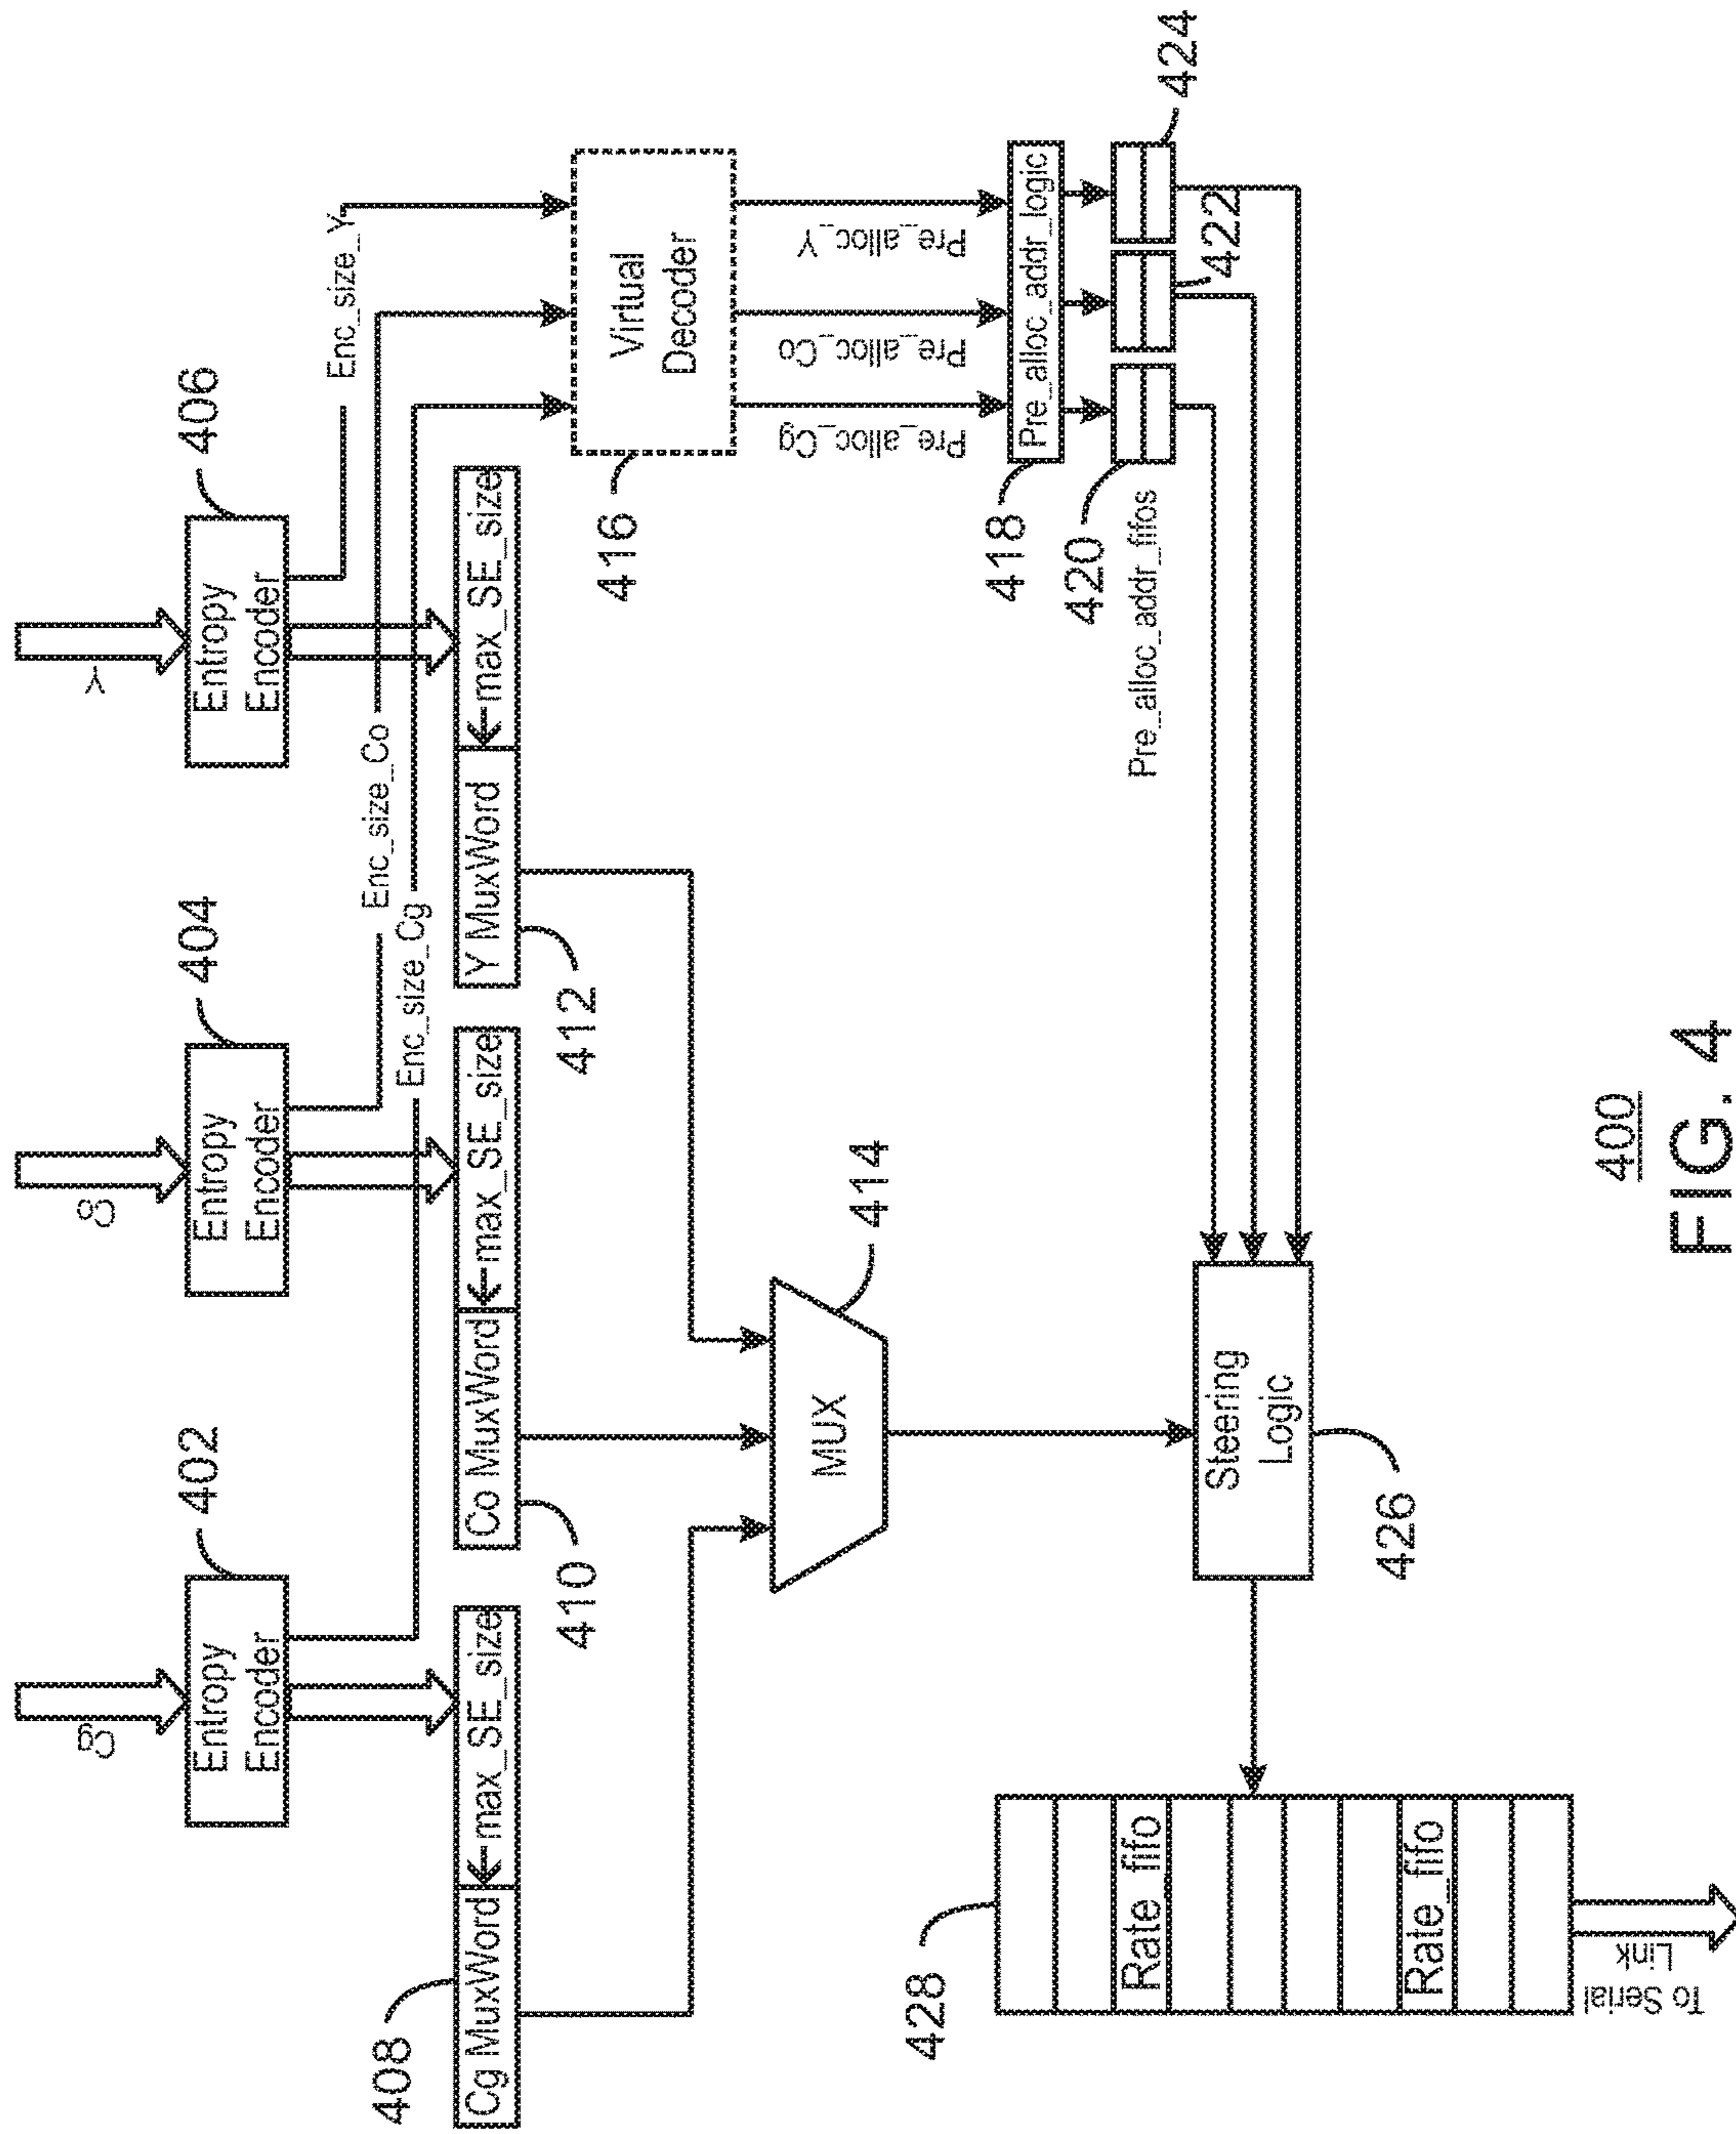 Cg
Co
Y
402
404
406
Entropy
Encoder
Entropy
Encoder
Entropy
Encoder
Enc_size_Y
Enc_size_Co
Enc_size_Cg
408
Cg MuxWord
←max_SE_size
Co MuxWord
←max_SE_size
Y MuxWord
←max_SE_size
410
412
416
Virtual
Decoder
414
MUX
Pre_alloc_Cg
Pre_alloc_Co
Pre_alloc_Y
418
Pre_alloc_addr_logic
420
422
424
Pre_alloc_addr_fifos
428
Rate_fifo
Rate_fifo
Steering
Logic
426
To Serial
Link
400
FIG. 4